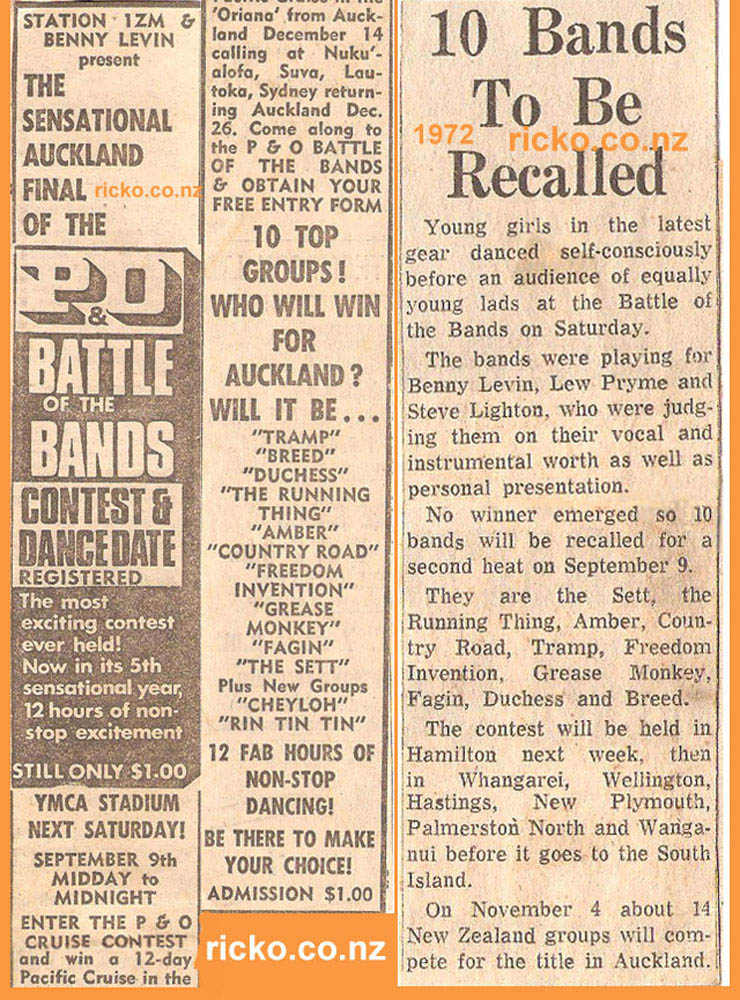 STATION · 1ZM &
BENNY LEVIN
present
THE
SENSATIONAL
AUCKLAND
FINAL
ricko.co.nz
OF THE
P&O
BATTLE
OF THE
BANDS
CONTEST &
DANCE DATE
REGISTERED
The most
exciting contest
ever held!
Now in its 5th
sensational year,
12 hours of non-
stop excitement
STILL ONLY $1.00
YMCA STADIUM
NEXT SATURDAY!
SEPTEMBER 9th
MIDDAY to
MIDNIGHT
ENTER THE P & O
CRUISE CONTEST
and win a 12-day
Pacific Cruise in the
'Oriana' from Auck-
land December 14
calling at Nuku'-
alofa, Suva, Lau-
toka, Sydney return-
ing Auckland Dec.
26. Come along to
the P & O BATTLE
OF THE BANDS
& OBTAIN YOUR
FREE ENTRY FORM
10 TOP
GROUPS!
WHO WILL WIN
FOR
AUCKLAND?
WILL IT BE...
"TRAMP"
"BREED"
"DUCHESS"
"THE RUNNING
THING"
"AMBER"
"COUNTRY ROAD"
"FREEDOM
INVENTION"
"GREASE
MONKEY"
"FAGIN"
"THE SETT"
Plus New Groups
"CHEYLOH"
"RIN TIN TIN"
12 FAB HOURS OF
NON-STOP
DANCING!
BE THERE TO MAKE
YOUR CHOICE!
ADMISSION $1.00
ricko.co.nz
10 Bands
To Be
1972 ricko.co.nz
Recalled
Young girls in the latest
gear danced self-consciously
before an audience of equally
young lads at the Battle of
the Bands on Saturday.
The bands were playing for
Benny Levin, Lew Pryme and
Steve Lighton, who were judg-
ing them on their vocal and
instrumental worth as well as
personal presentation.
No winner emerged so 10
bands will be recalled for a
second heat on September 9.
They are the Sett, the
Running Thing, Amber, Coun-
try Road, Tramp, Freedom
Invention, Grease Monkey,
Fagin, Duchess and Breed.
The contest will be held in
Hamilton next week, then
in Whangarei, Wellington,
Hastings, New Plymouth,
Palmerston North and Wanga-
nui before it goes to the South
Island.
On November 4 about 14
New Zealand groups will com-
pete for the title in Auckland.